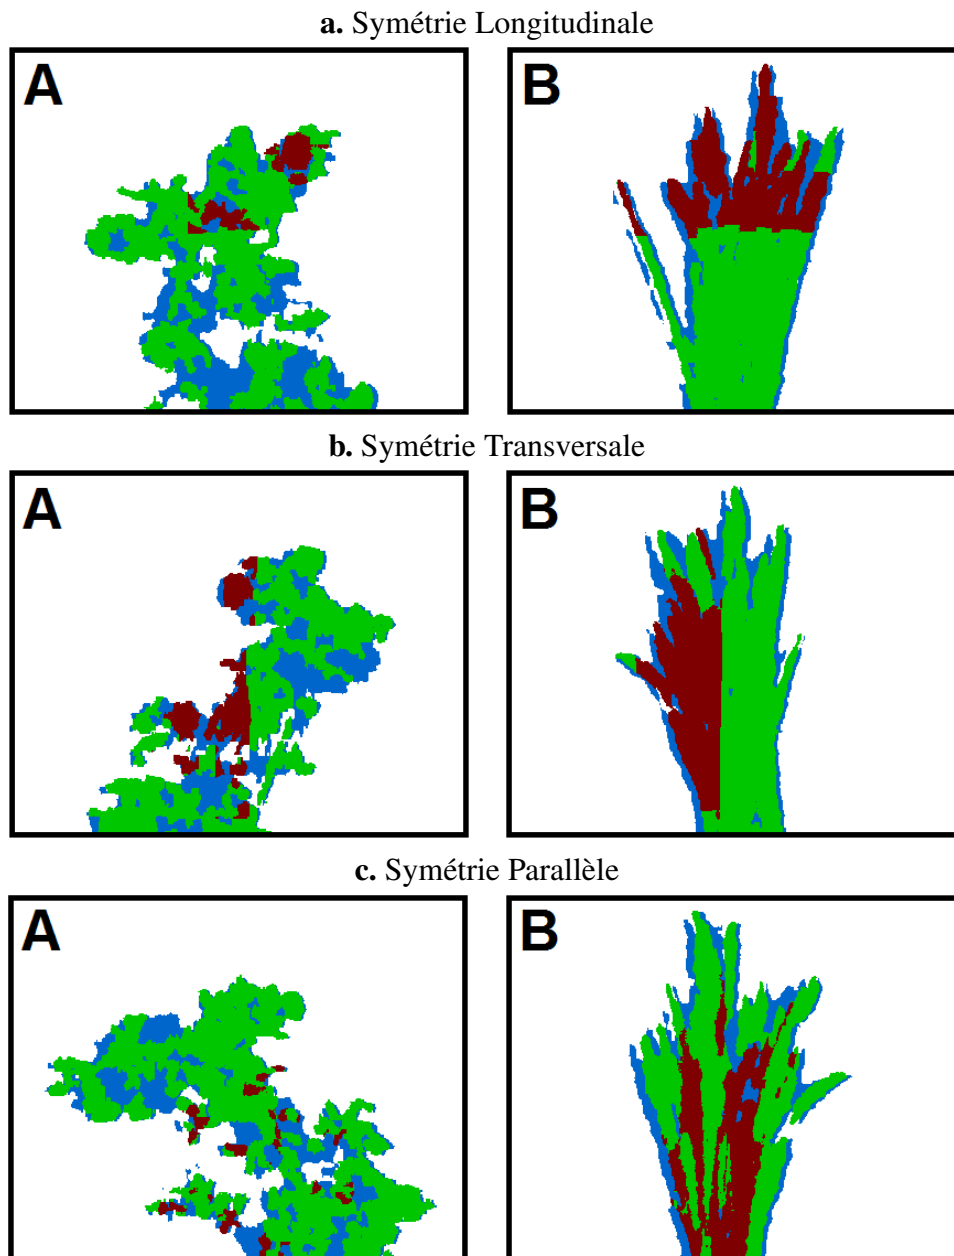 a. Symétrie Longitudinale
A B
b. Symétrie Transversale
A B
c. Symétrie Parallèle
A B